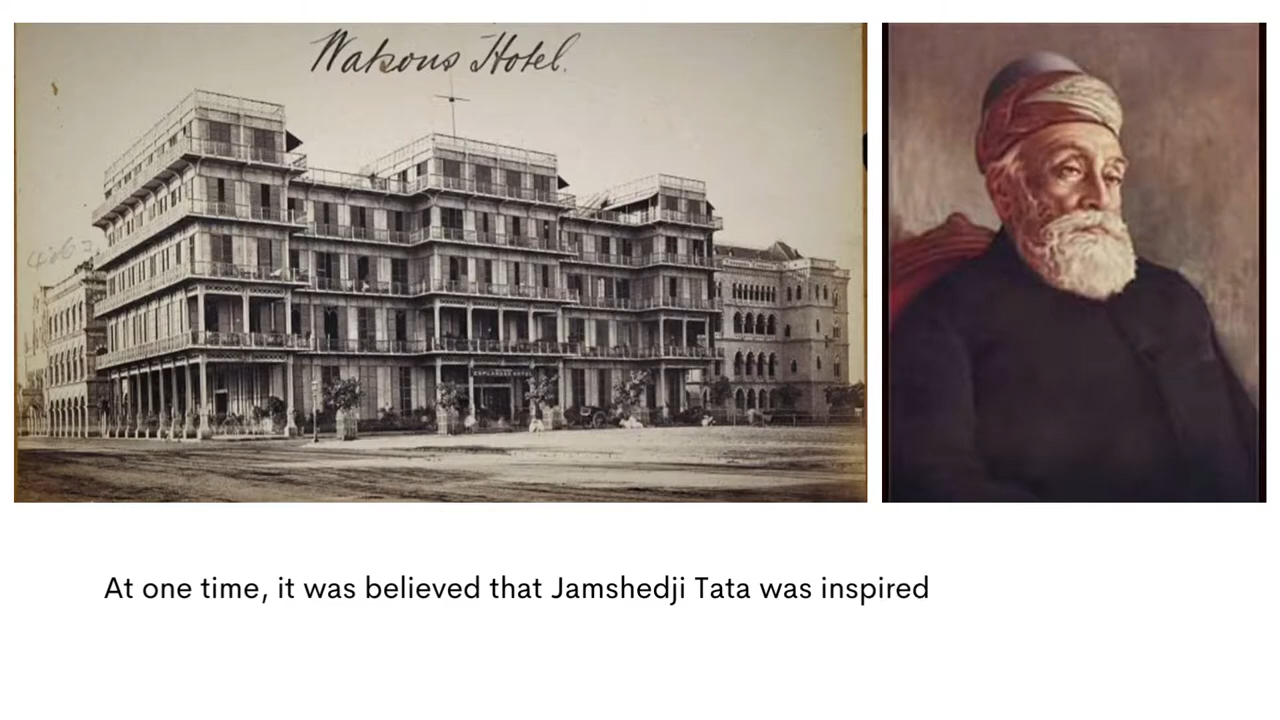 Watsons Hotel.
ESPLANADE HOTEL
At one time, it was believed that Jamshedji Tata was inspired